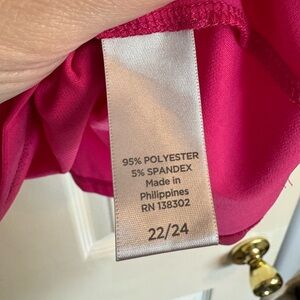 95% POLYESTER
5% SPANDEX
Made in
Philippines
RN 138302
22/24